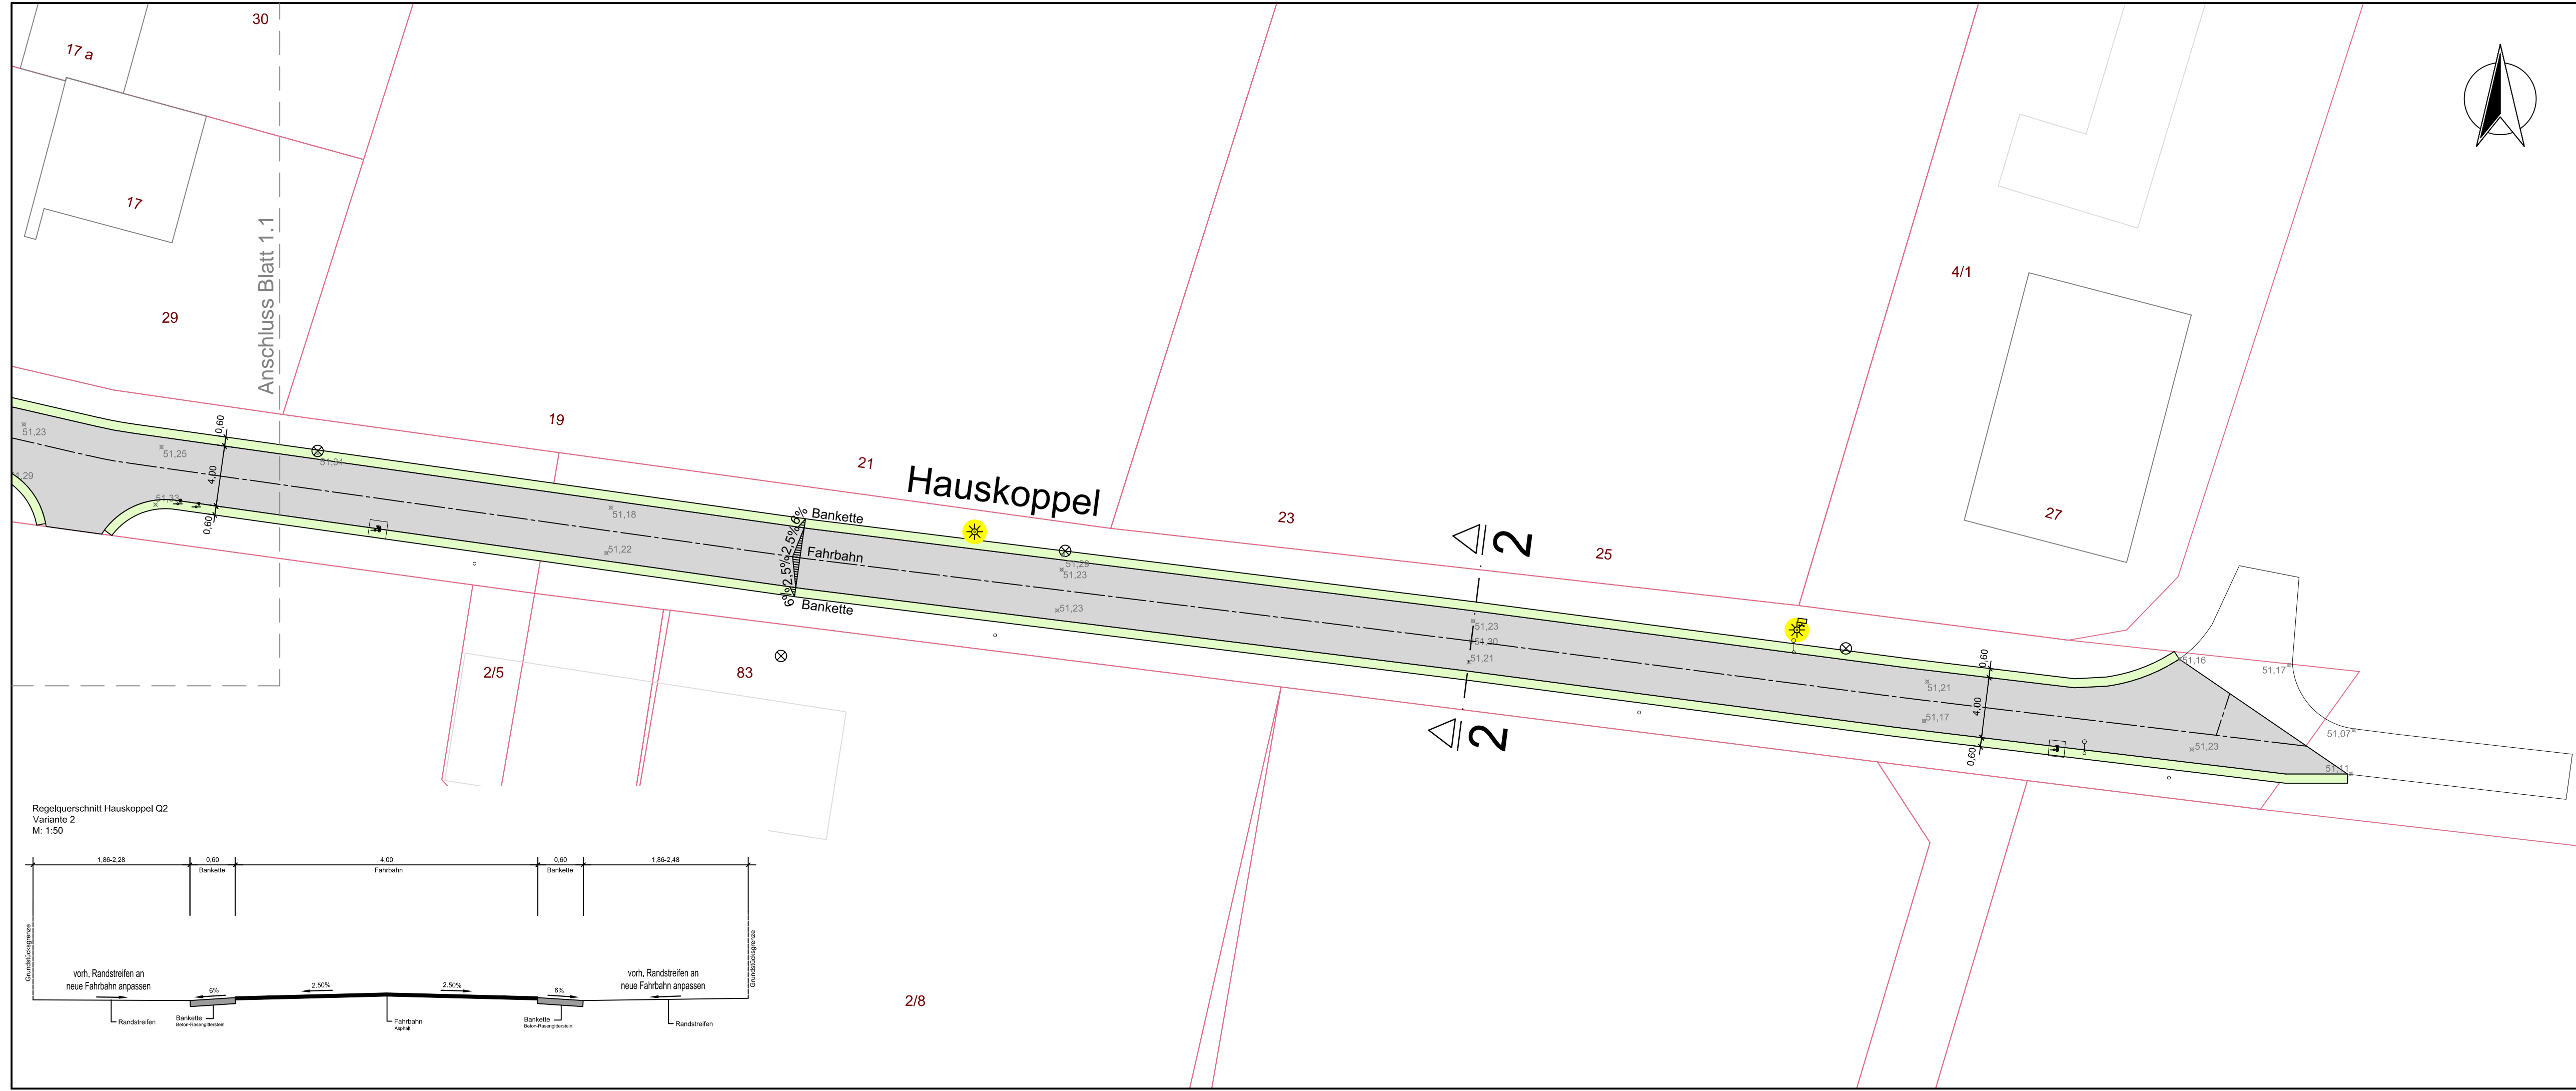 30
17 a
17
29
Anschluss Blatt 1.1
19
21
Hauskoppel
23
25
4/1
27
51,23
51,25
0,60
4,00
0,60
51,33
51,18
51,22
6%
2.5%
2.5%
6%
Bankette
Fahrbahn
Bankette
51,23
51,23
2
51,23
51,30
51,21
2
51,21
51,17
0,60
4,00
0,60
51,16
51,17
51,07
51,23
51,11
2/5
83
2/8
Regelquerschnitt Hauskoppel Q2
Variante 2
M: 1:50
1,86-2,28
0,60
4,00
0,60
1,86-2,48
Bankette
Fahrbahn
Bankette
Grundstücksgrenze
Grundstücksgrenze
vorh. Randstreifen an
neue Fahrbahn anpassen
vorh. Randstreifen an
neue Fahrbahn anpassen
6%
2.50%
2.50%
6%
Randstreifen
Bankette
Beton-Rasengitterstein
Fahrbahn
Asphalt
Bankette
Beton-Rasengitterstein
Randstreifen